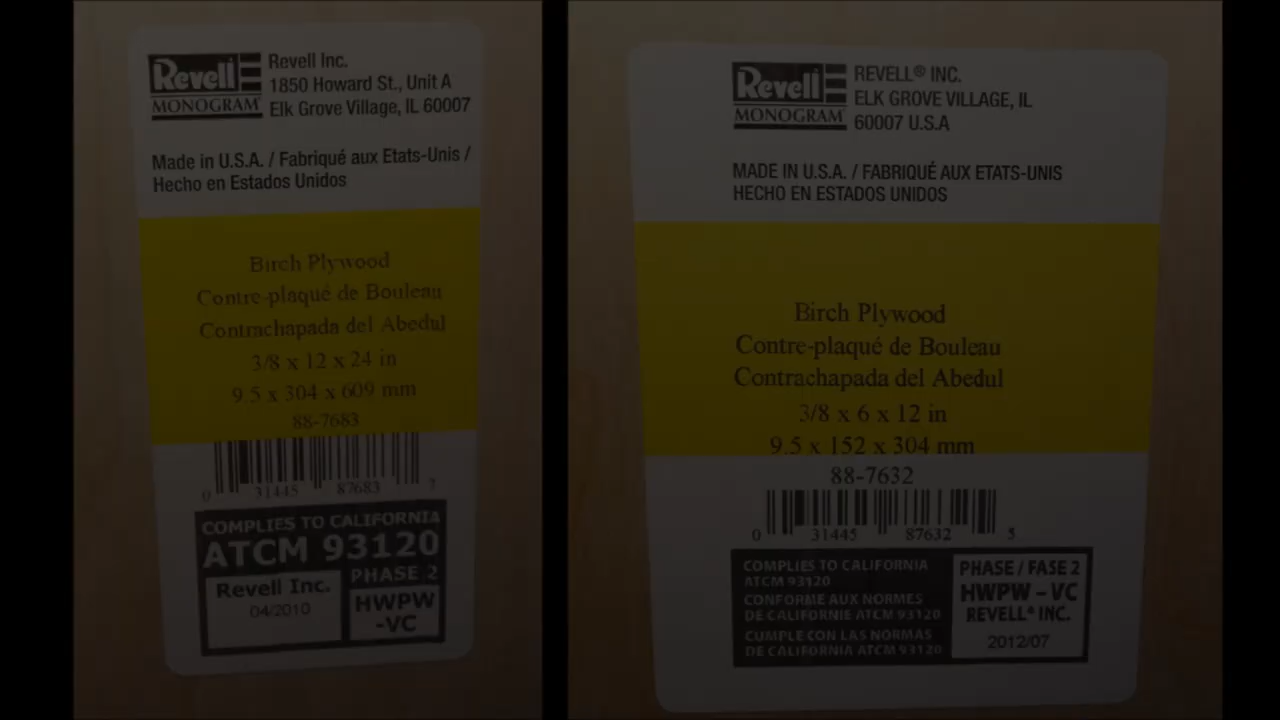 Revell
MONOGRAM
Revell Inc.
1850 Howard St., Unit A
Elk Grove Village, IL 60007
Made in U.S.A. / Fabriqué aux Etats-Unis /
Hecho en Estados Unidos
Birch Plywood
Contre-plaqué de Bouleau
Contrachapada del Abedul
3/8 x 12 x 24 in
9.5 x 304 x 609 mm
88-7683
0 31445 87683
COMPLIES TO CALIFORNIA
ATCM 93120
Revell Inc.
04/2010
PHASE 2
HWPW
-VC
Revell
MONOGRAM
REVELL® INC.
ELK GROVE VILLAGE, IL
60007 U.S.A
MADE IN U.S.A. / FABRIQUÉ AUX ETATS-UNIS
HECHO EN ESTADOS UNIDOS
Birch Plywood
Contre-plaqué de Bouleau
Contrachapada del Abedul
3/8 x 6 x 12 in
9.5 x 152 x 304 mm
88-7632
0 31445 87632 5
COMPLIES TO CALIFORNIA
ATCM 93120
CONFORME AUX NORMES
DE CALIFORNIE ATCM 93120
CUMPLE CON LAS NORMAS
DE CALIFORNIA ATCM 93120
PHASE / FASE 2
HWPW – VC
REVELL® INC.
2012/07